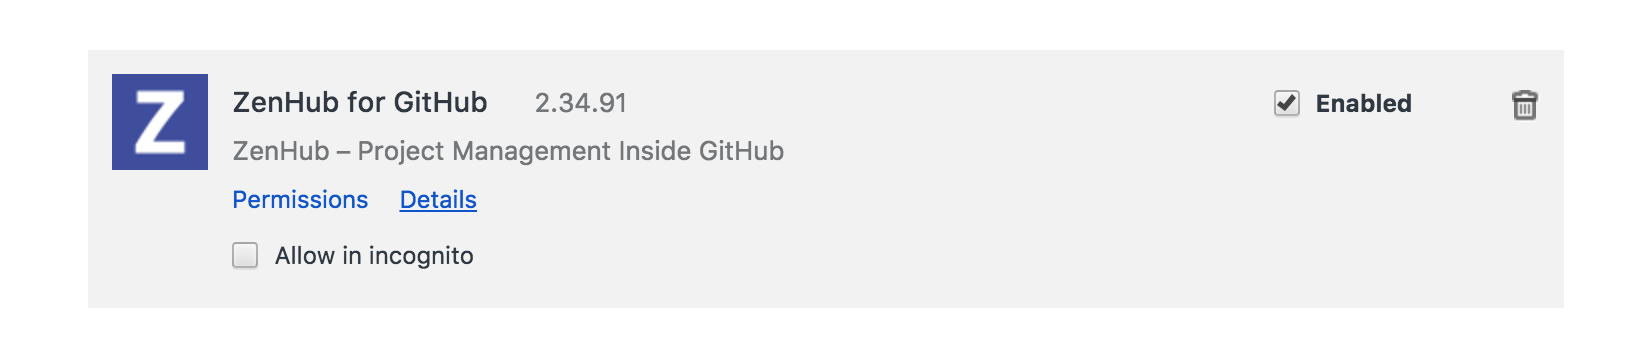 Z
ZenHub for GitHub 2.34.91
Enabled
ZenHub – Project Management Inside GitHub
Permissions Details
Allow in incognito